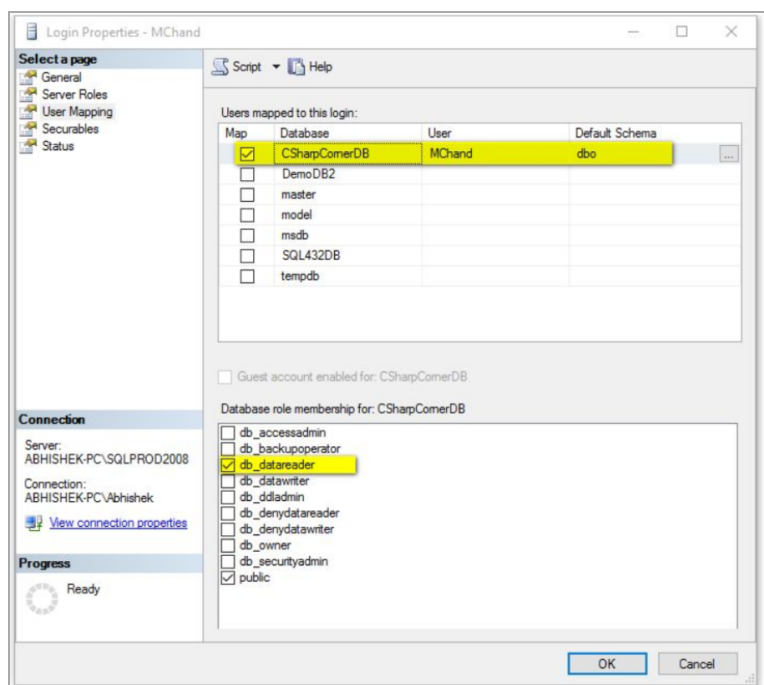 Login Properties - MChand
Select a page
General
Server Roles
User Mapping
Securables
Status
Script Help
Users mapped to this login:
Map Database User Default Schema
CSharpCornerDB MChand dbo ...
DemoDB2
master
model
msdb
SQL432DB
tempdb
Guest account enabled for: CSharpCornerDB
Database role membership for: CSharpCornerDB
db_accessadmin
db_backupoperator
db_datareader
db_datawriter
db_ddladmin
db_denydatareader
db_denydatawriter
db_owner
db_securityadmin
public
Connection
Server:
ABHISHEK-PC\SQLPROD2008
Connection:
ABHISHEK-PC\Abhishek
View connection properties
Progress
Ready
OK Cancel